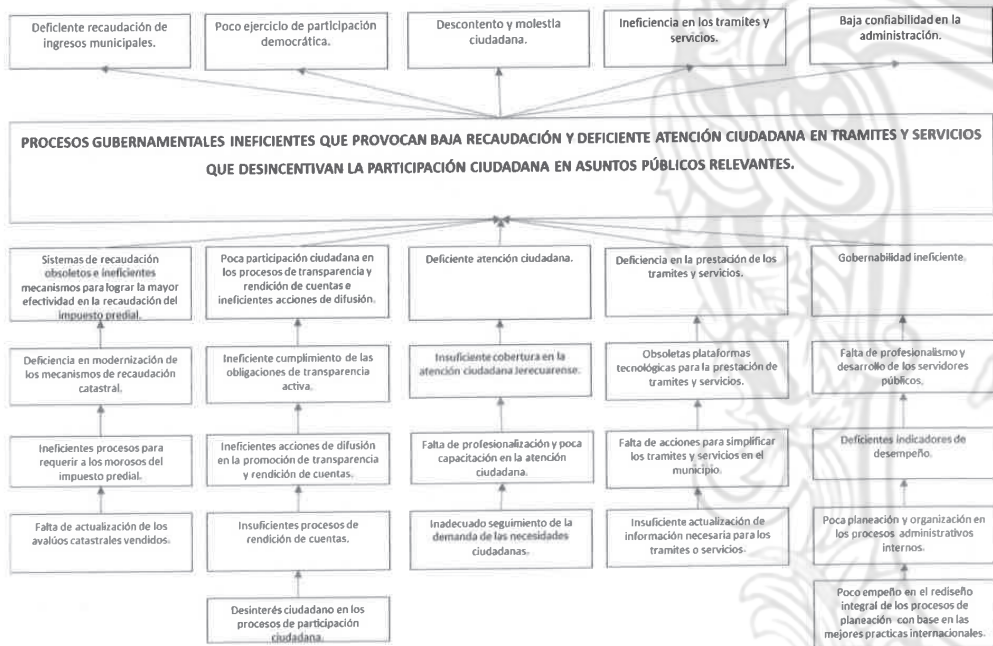 Deficiente recaudación de
ingresos municipales.
Poco ejercicio de participación
democrática.
Descontento y molestia
ciudadana.
Ineficiencia en los tramites y
servicios.
Baja confiabilidad en la
administración.
PROCESOS GUBERNAMENTALES INEFICIENTES QUE PROVOCAN BAJA RECAUDACIÓN Y DEFICIENTE ATENCIÓN CIUDADANA EN TRAMITES Y SERVICIOS
QUE DESINCENTIVAN LA PARTICIPACIÓN CIUDADANA EN ASUNTOS PÚBLICOS RELEVANTES.
Sistemas de recaudación
obsoletos e ineficientes
mecanismos para lograr la mayor
efectividad en la recaudación del
impuesto predial.
Poca participación ciudadana en
los procesos de transparencia y
rendición de cuentas e
ineficientes acciones de difusión.
Deficiente atención ciudadana.
Deficiencia en la prestación de los
tramites y servicios.
Gobernabilidad ineficiente.
Deficiencia en modernización de
los mecanismos de recaudación
catastral.
Ineficiente cumplimiento de las
obligaciones de transparencia
activa.
Insuficiente cobertura en la
atención ciudadana Jerecuarense.
Obsoletas plataformas
tecnológicas para la prestación de
tramites y servicios.
Falta de profesionalismo y
desarrollo de los servidores
públicos.
Ineficientes procesos para
requerir a los morosos del
impuesto predial.
Ineficientes acciones de difusión
en la promoción de transparencia
y rendición de cuentas.
Falta de profesionalización y poca
capacitación en la atención
ciudadana.
Falta de acciones para simplificar
los tramites y servicios en el
municipio.
Deficientes indicadores de
desempeño.
Falta de actualización de los
avalúos catastrales vendidos.
Insuficientes procesos de
rendición de cuentas.
Inadecuado seguimiento de la
demanda de las necesidades
ciudadanas.
Insuficiente actualización de
información necesaria para los
tramites o servicios.
Poca planeación y organización en
los procesos administrativos
internos.
Desinterés ciudadano en los
procesos de participación
ciudadana.
Poco empeño en el rediseño
integral de los procesos de
planeación con base en las
mejores practicas internacionales.